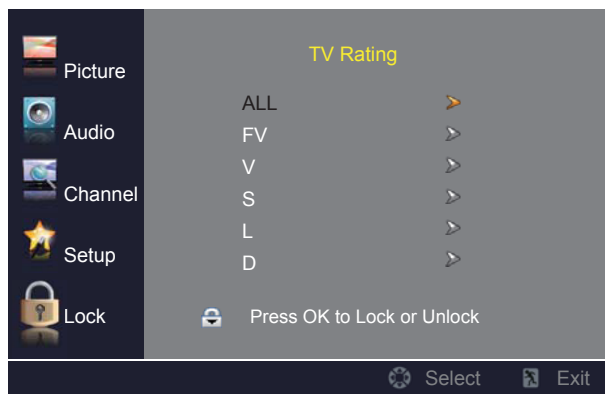 Picture
Audio
Channel
Setup
Lock
TV Rating
ALL
FV
V
S
L
D
Press OK to Lock or Unlock
Select Exit